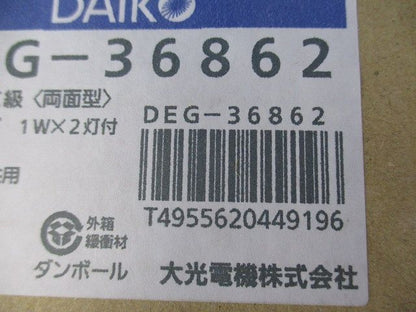 DAIKO
G-36862
級〈両面型〉
1W×2灯付
DEG-36862
用
T4955620449196
外箱
緩衝材
ダンボール
大光電機株式会社